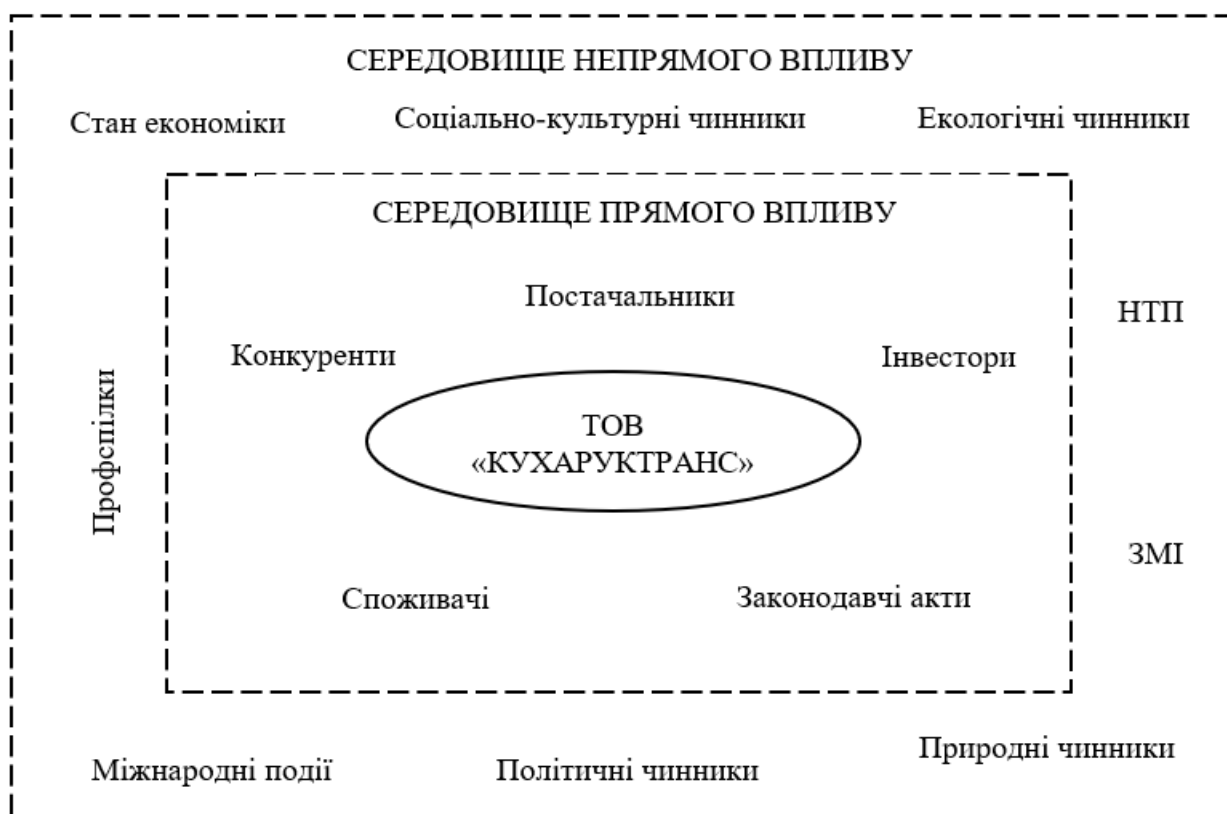 СЕРЕДОВИЩЕ НЕПРЯМОГО ВПЛИВУ
Стан економіки
Соціально-культурні чинники
Екологічні чинники
СЕРЕДОВИЩЕ ПРЯМОГО ВПЛИВУ
Постачальники
НТП
Конкуренти
Інвестори
Профспілки
ТОВ
«КУХАРУКТРАНС»
ЗМІ
Споживачі
Законодавчі акти
Міжнародні події
Політичні чинники
Природні чинники